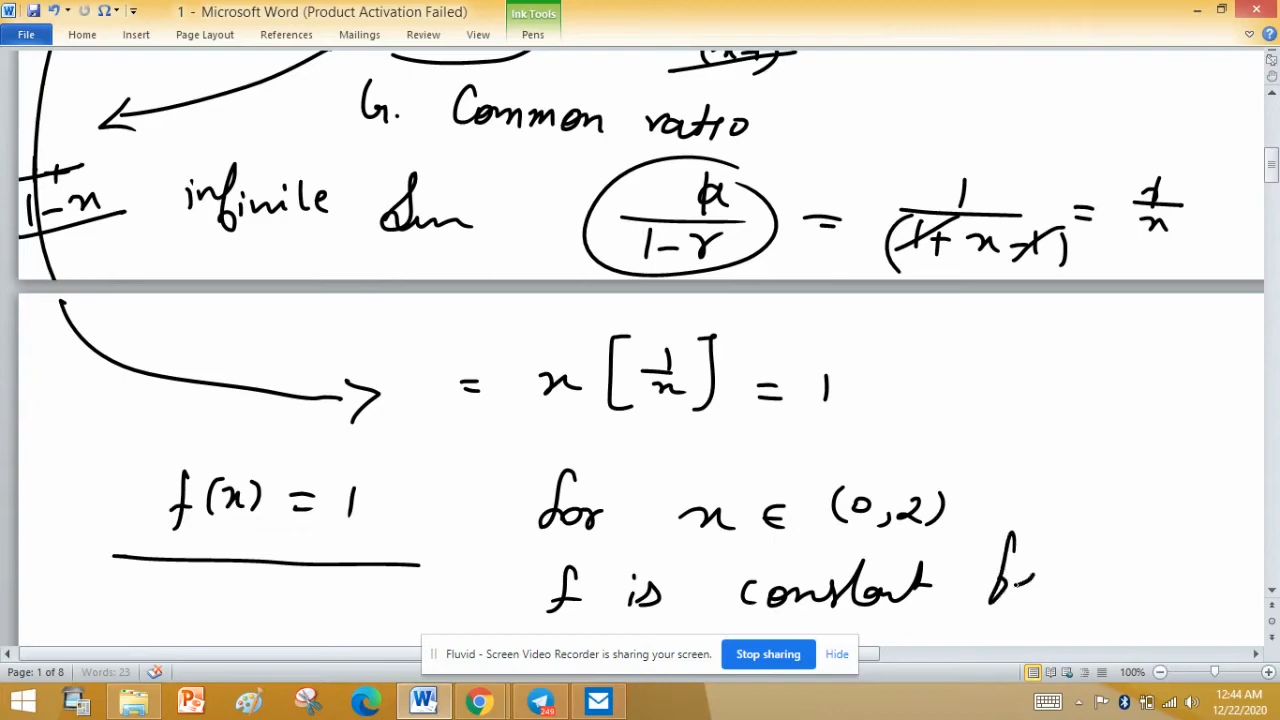 1 - Microsoft Word (Product Activation Failed)
Ink Tools
File Home Insert Page Layout References Mailings Review View Pens
G. Common ratio
1-x infinite Sum a/(1-r) = 1/(1+x-1) = 1/x
= x [1/x] = 1
f(x) = 1 for x ∈ (0,2)
f is constant f
Fluvid - Screen Video Recorder is sharing your screen. Stop sharing Hide
Page: 1 of 8 Words: 23 100%
249
12:44 AM
12/22/2020